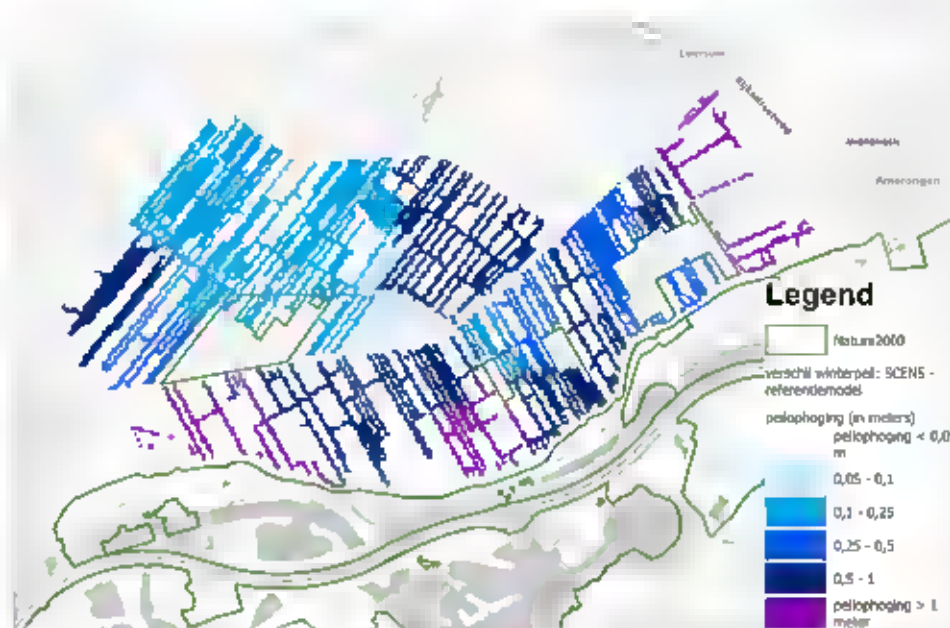 Leersum
Amerongen
Legend
Natura2000
verschil winterpeil: SCEN5 -
referentiemodel
peilophoging (in meters)
peilophoging < 0,0
m
0,05 - 0,1
0,1 - 0,25
0,25 - 0,5
0,5 - 1
peilophoging > 1
meter